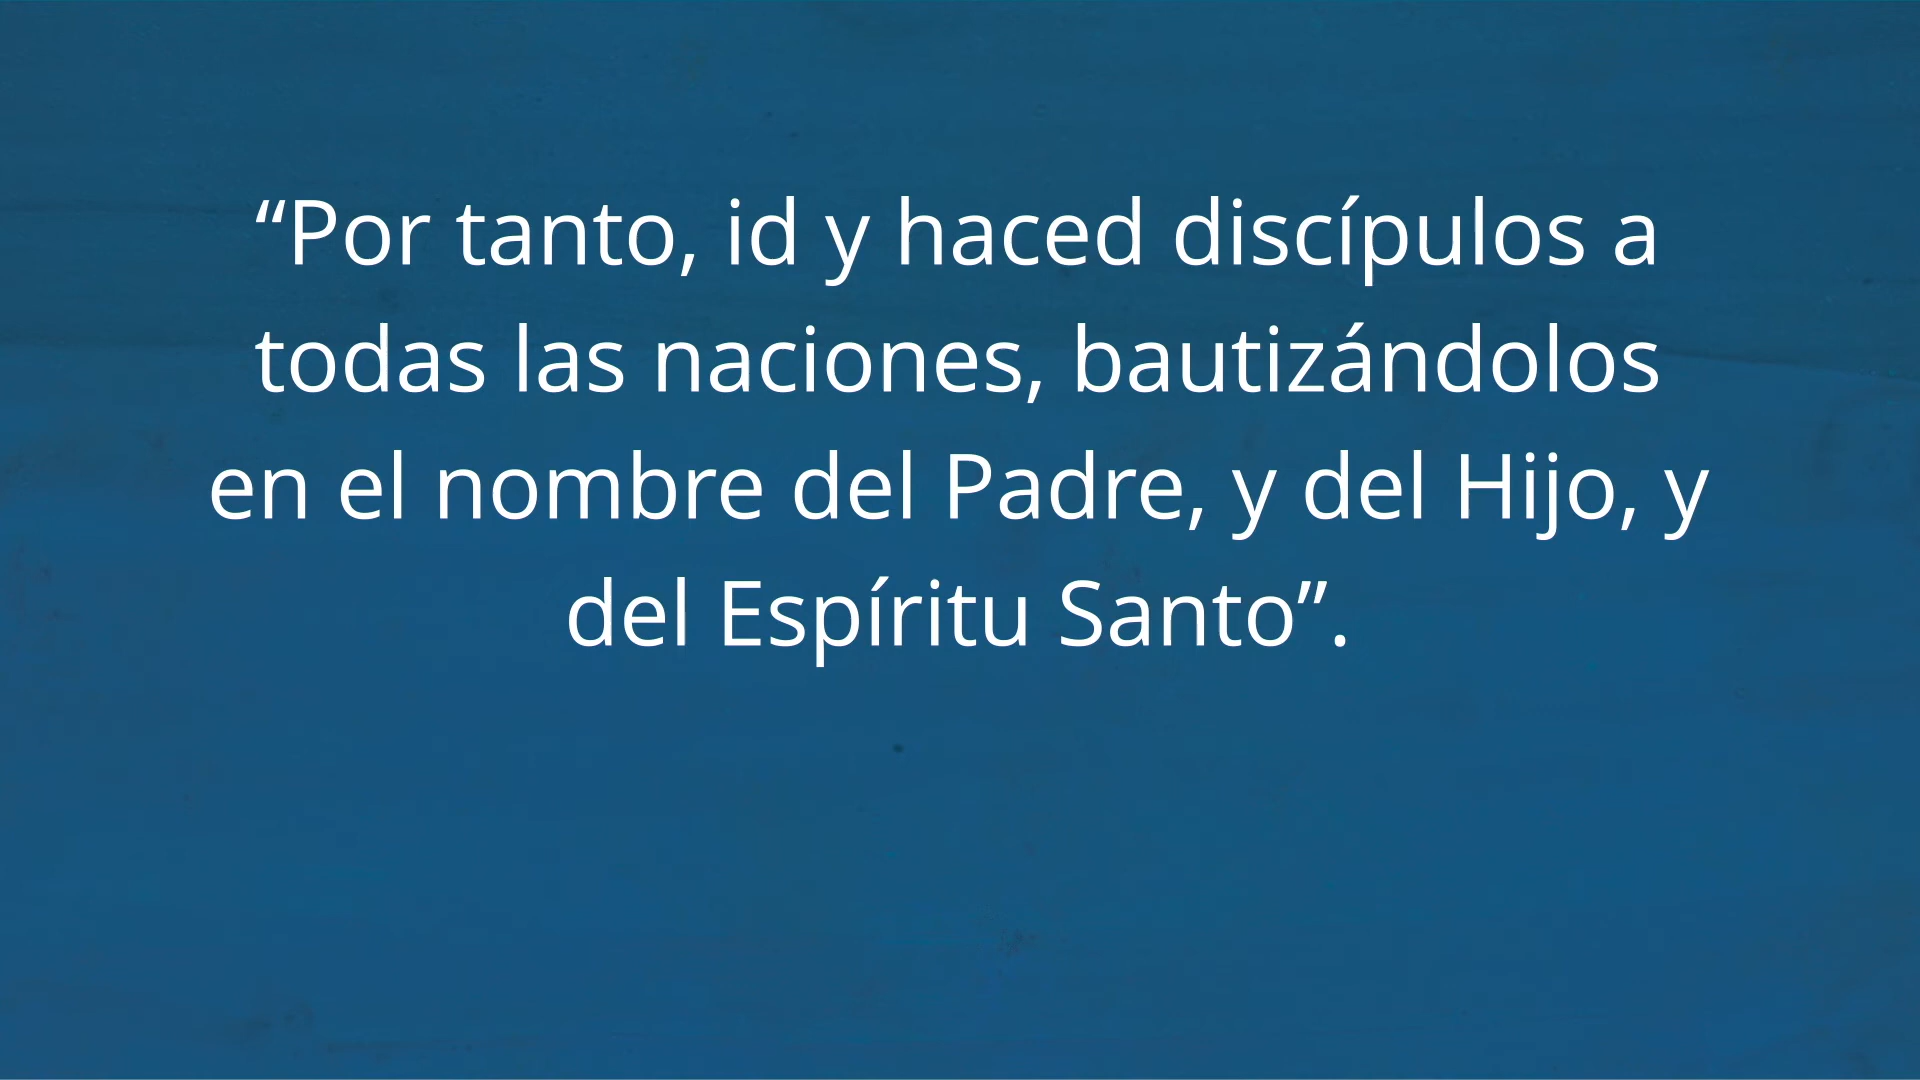 “Por tanto, id y haced discípulos a
todas las naciones, bautizándolos
en el nombre del Padre, y del Hijo, y
del Espíritu Santo”.